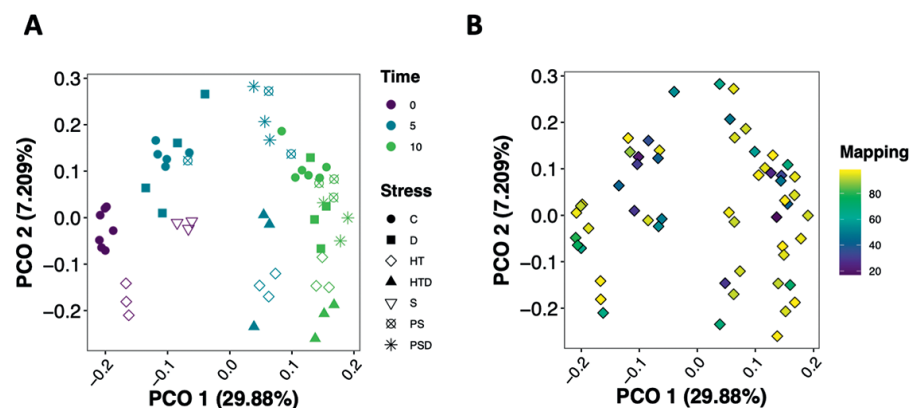 A
0.3
0.2
0.1
0.0
−0.1
−0.2
PCO 2 (7.209%)
−0.2
−0.1
0.0
0.1
0.2
PCO 1 (29.88%)
Time
0
5
10
Stress
C
D
HT
HTD
S
PS
PSD
B
0.3
0.2
0.1
0.0
−0.1
−0.2
PCO 2 (7.209%)
−0.2
−0.1
0.0
0.1
0.2
PCO 1 (29.88%)
Mapping
80
60
40
20